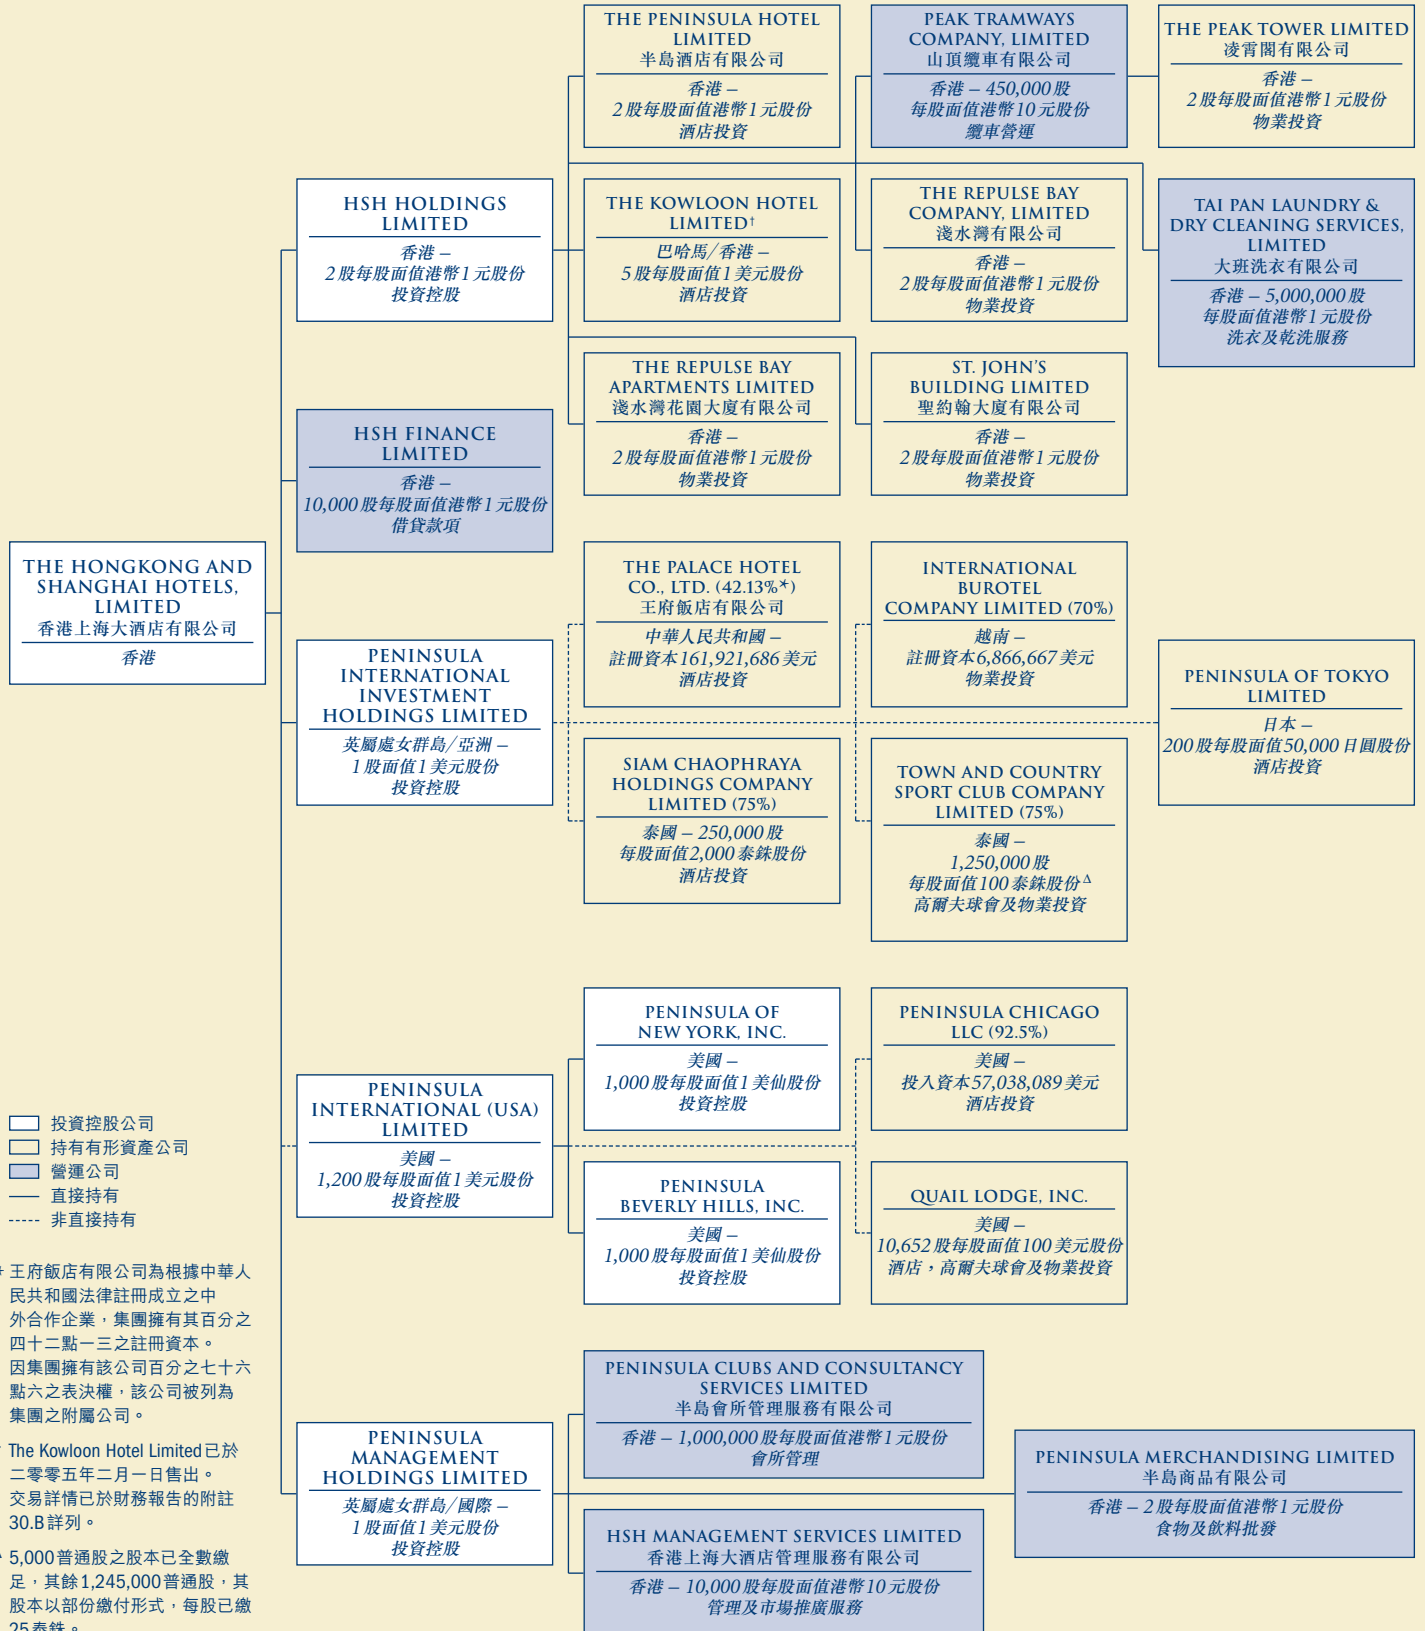 THE HONGKONG AND
SHANGHAI HOTELS,
LIMITED
香港上海大酒店有限公司
香港
HSH HOLDINGS
LIMITED
香港 –
2股每股面值港幣1元股份
投資控股
THE PENINSULA HOTEL
LIMITED
半島酒店有限公司
香港 –
2股每股面值港幣1元股份
酒店投資
PEAK TRAMWAYS
COMPANY, LIMITED
山頂纜車有限公司
香港 – 450,000股
每股面值港幣10元股份
纜車營運
THE PEAK TOWER LIMITED
凌霄閣有限公司
香港 –
2股每股面值港幣1元股份
物業投資
THE KOWLOON HOTEL
LIMITED†
巴哈馬/香港 –
5股每股面值1美元股份
酒店投資
THE REPULSE BAY
COMPANY, LIMITED
淺水灣有限公司
香港 –
2股每股面值港幣1元股份
物業投資
TAI PAN LAUNDRY &
DRY CLEANING SERVICES,
LIMITED
大班洗衣有限公司
香港 – 5,000,000股
每股面值港幣1元股份
洗衣及乾洗服務
THE REPULSE BAY
APARTMENTS LIMITED
淺水灣花園大廈有限公司
香港 –
2股每股面值港幣1元股份
物業投資
ST. JOHN'S
BUILDING LIMITED
聖約翰大廈有限公司
香港 –
2股每股面值港幣1元股份
物業投資
HSH FINANCE
LIMITED
香港 –
10,000股每股面值港幣1元股份
借貸款項
PENINSULA
INTERNATIONAL
INVESTMENT
HOLDINGS LIMITED
英屬處女群島/亞洲 –
1股面值1美元股份
投資控股
THE PALACE HOTEL
CO., LTD. (42.13%*)
王府飯店有限公司
中華人民共和國 –
註冊資本161,921,686美元
酒店投資
INTERNATIONAL
BUROTEL
COMPANY LIMITED (70%)
越南 –
註冊資本6,866,667美元
物業投資
PENINSULA OF TOKYO
LIMITED
日本 –
200股每股面值50,000日圓股份
酒店投資
SIAM CHAOPHRAYA
HOLDINGS COMPANY
LIMITED (75%)
泰國 – 250,000股
每股面值2,000泰銖股份
酒店投資
TOWN AND COUNTRY
SPORT CLUB COMPANY
LIMITED (75%)
泰國 –
1,250,000股
每股面值100泰銖股份Δ
高爾夫球會及物業投資
PENINSULA
INTERNATIONAL (USA)
LIMITED
美國 –
1,200股每股面值1美元股份
投資控股
PENINSULA OF
NEW YORK, INC.
美國 –
1,000股每股面值1美仙股份
投資控股
PENINSULA CHICAGO
LLC (92.5%)
美國 –
投入資本57,038,089美元
酒店投資
PENINSULA
BEVERLY HILLS, INC.
美國 –
1,000股每股面值1美仙股份
投資控股
QUAIL LODGE, INC.
美國 –
10,652股每股面值100美元股份
酒店，高爾夫球會及物業投資
PENINSULA
MANAGEMENT
HOLDINGS LIMITED
英屬處女群島/國際 –
1股面值1美元股份
投資控股
PENINSULA CLUBS AND CONSULTANCY
SERVICES LIMITED
半島會所管理服務有限公司
香港 – 1,000,000股每股面值港幣1元股份
會所管理
PENINSULA MERCHANDISING LIMITED
半島商品有限公司
香港 – 2股每股面值港幣1元股份
食物及飲料批發
HSH MANAGEMENT SERVICES LIMITED
香港上海大酒店管理服務有限公司
香港 – 10,000股每股面值港幣10元股份
管理及市場推廣服務
投資控股公司
持有有形資產公司
營運公司
直接持有
非直接持有
王府飯店有限公司為根據中華人
民共和國法律註冊成立之中
外合作企業，集團擁有其百分之
四十二點一三之註冊資本。
因集團擁有該公司百分之七十六
點六之表決權，該公司被列為
集團之附屬公司。
The Kowloon Hotel Limited已於
二零零五年二月一日售出。
交易詳情已於財務報告的附註
30.B詳列。
5,000普通股之股本已全數繳
足，其餘1,245,000普通股，其
股本以部份繳付形式，每股已繳
25泰銖。